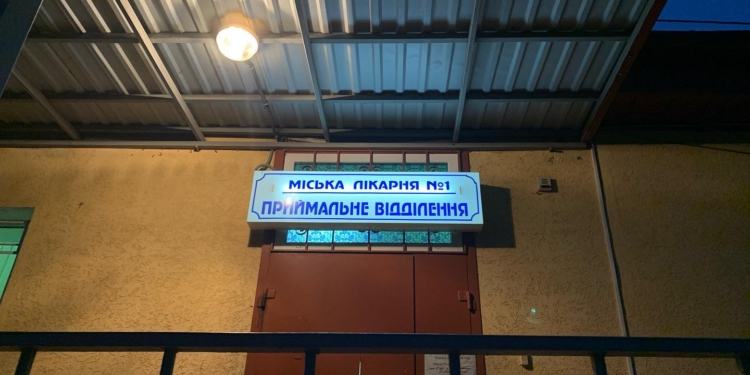 МІСЬКА ЛІКАРНЯ №1
ПРИЙМАЛЬНЕ ВІДДІЛЕННЯ